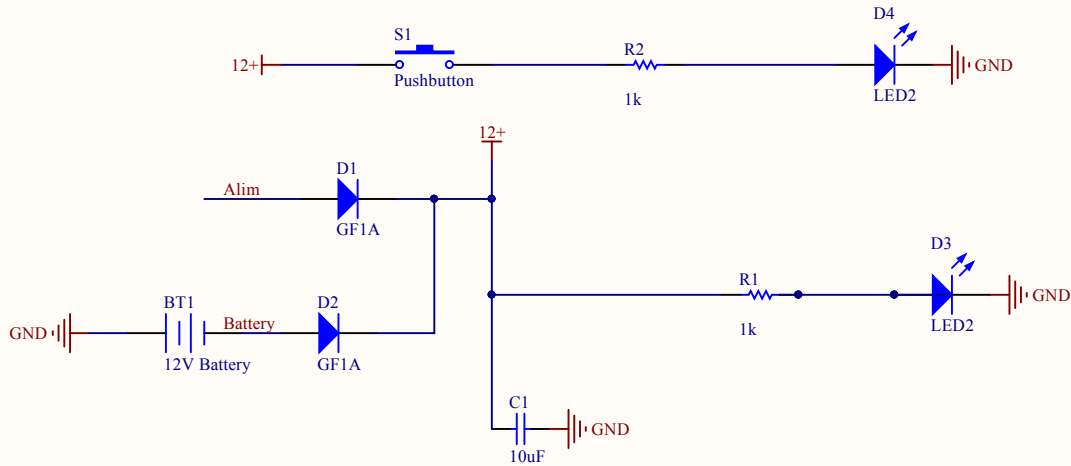 D4
S1
R2
12+
GND
Pushbutton
LED2
1k
12+
D1
Alim
GF1A
D3
R1
BT1
D2
GND
GND
Battery
1k
LED2
12V Battery
GF1A
C1
GND
10uF